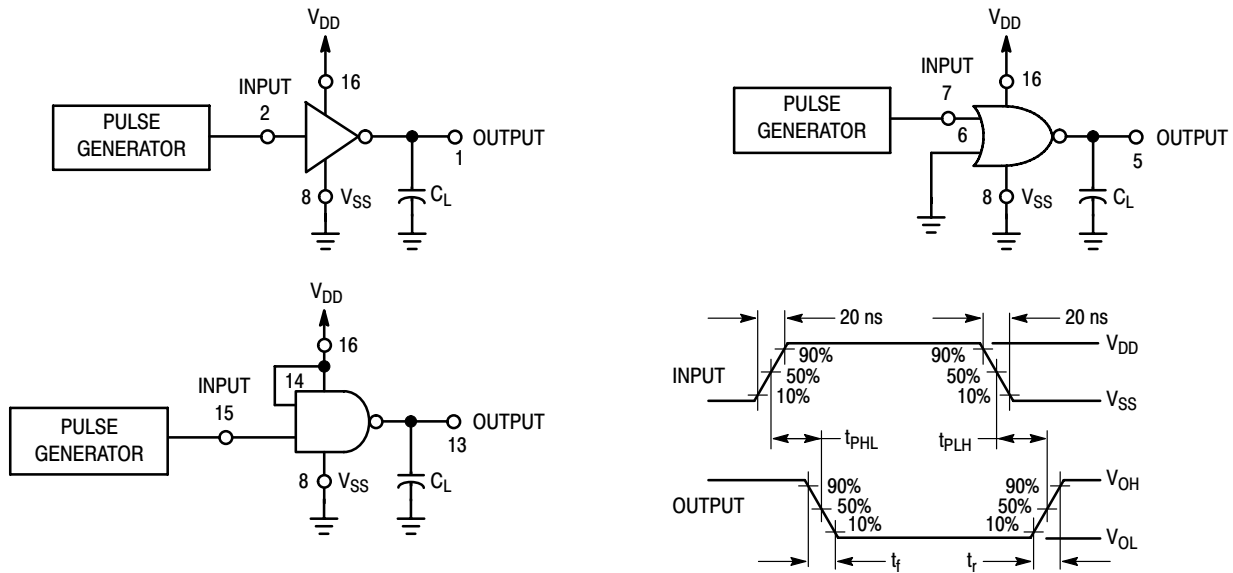 VDD
16
INPUT
2
PULSE
GENERATOR
OUTPUT
1
8
VSS
CL
VDD
16
INPUT
7
PULSE
GENERATOR
6
OUTPUT
5
8
VSS
CL
VDD
16
14
INPUT
15
PULSE
GENERATOR
OUTPUT
13
8
VSS
CL
20 ns
20 ns
INPUT
90%
50%
10%
90%
50%
10%
VDD
VSS
tPHL
tPLH
OUTPUT
90%
50%
10%
90%
50%
10%
VOH
VOL
tf
tr